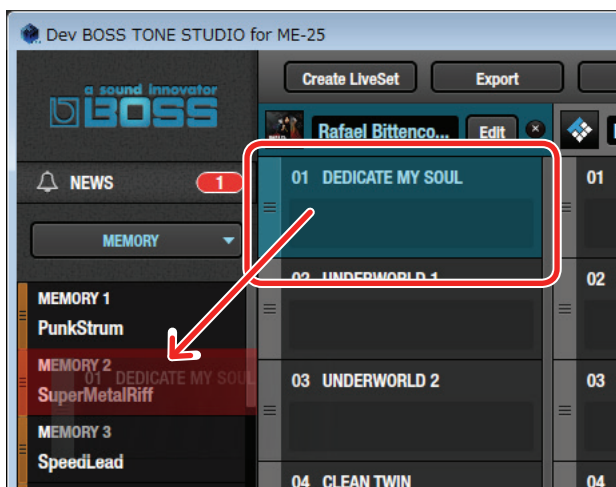 Dev BOSS TONE STUDIO for ME-25
a sound innovator
BOSS
Create LiveSet
Export
Rafael Bittenco...
Edit
NEWS
1
MEMORY
MEMORY 1
PunkStrum
MEMORY 2
SuperMetalRiff
01 DEDICATE MY SOUL
MEMORY 3
SpeedLead
01 DEDICATE MY SOUL
02 UNDERWORLD 1
03 UNDERWORLD 2
04 CLEAN TWIN
01
02
03
04